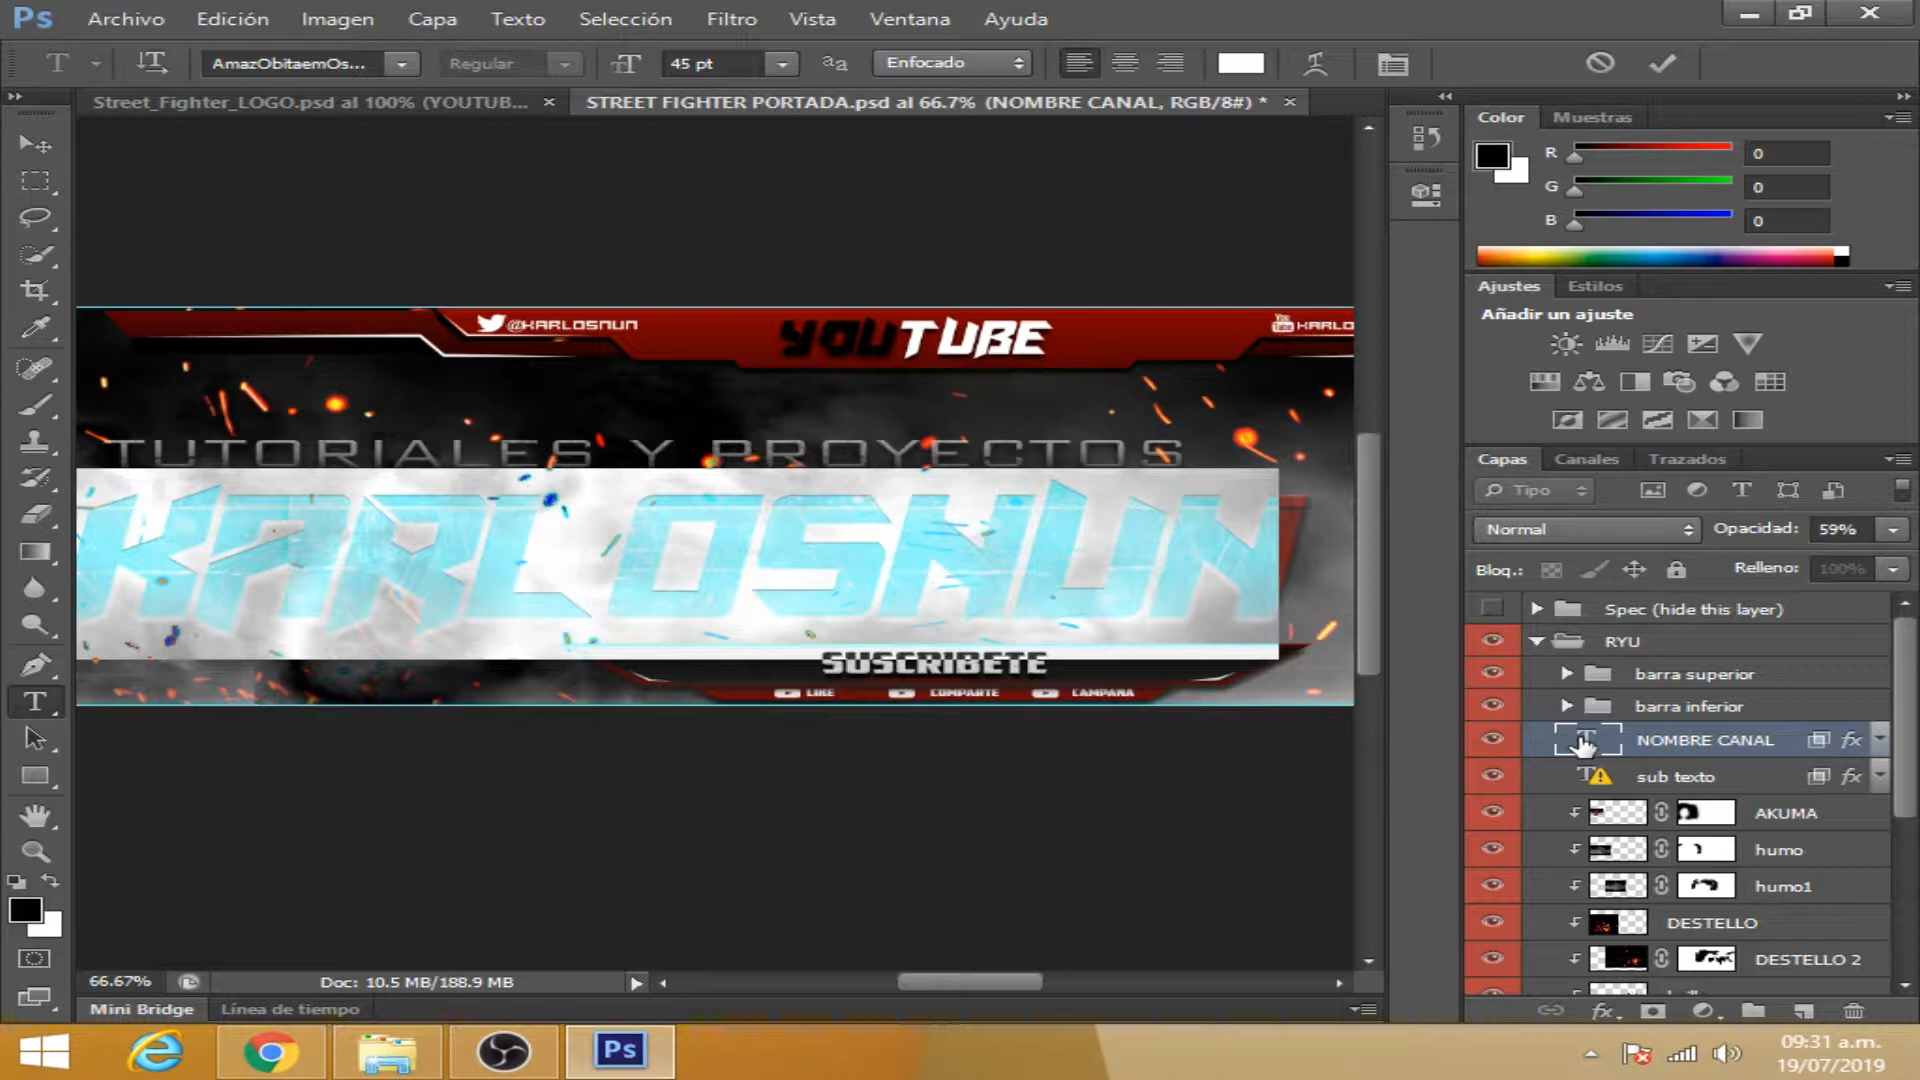 Ps Archivo Edición Imagen Capa Texto Selección Filtro Vista Ventana Ayuda
T AmazObitaemOs... Regular 45 pt Enfocado
Street_Fighter_LOGO.psd al 100% (YOUTUB... × STREET FIGHTER PORTADA.psd al 66.7% (NOMBRE CANAL, RGB/8#) * ×
Color Muestras
R 0
G 0
B 0
Ajustes Estilos
Añadir un ajuste
@KARLOSNUN YOUTUBE KARLO
TUTORIALES Y PROYECTOS
KARLOSNUN
SUSCRIBETE
LIKE COMPARTE CAMPANA
Capas Canales Trazados
Tipo
Normal Opacidad: 59%
Bloq.: Relleno: 100%
Spec (hide this layer)
RYU
barra superior
barra inferior
NOMBRE CANAL fx
sub texto fx
AKUMA
humo
humo1
DESTELLO
DESTELLO 2
66.67% Doc: 10.5 MB/188.9 MB
Mini Bridge Línea de tiempo
Ps
09:31 a.m.
19/07/2019